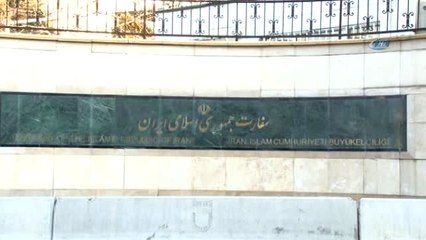 سفارت جمهوری اسلامی ایران
EMBASSY OF THE ISLAMIC REPUBLIC OF IRAN
İRAN İSLAM CUMHURİYETİ BÜYÜKELÇİLİĞİ